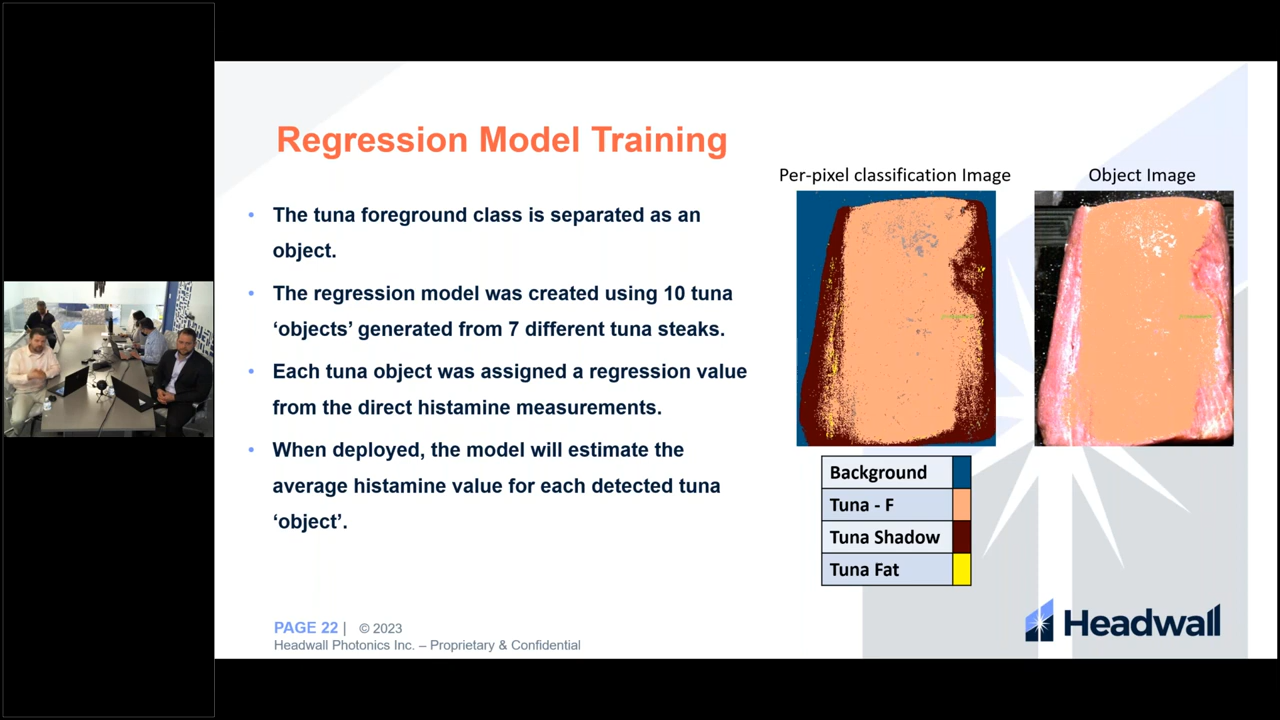 Regression Model Training
• The tuna foreground class is separated as an
object.
• The regression model was created using 10 tuna
‘objects’ generated from 7 different tuna steaks.
• Each tuna object was assigned a regression value
from the direct histamine measurements.
• When deployed, the model will estimate the
average histamine value for each detected tuna
‘object’.
Per-pixel classification Image
Object Image
Background
Tuna - F
Tuna Shadow
Tuna Fat
PAGE 22 | © 2023
Headwall Photonics Inc. – Proprietary & Confidential
Headwall